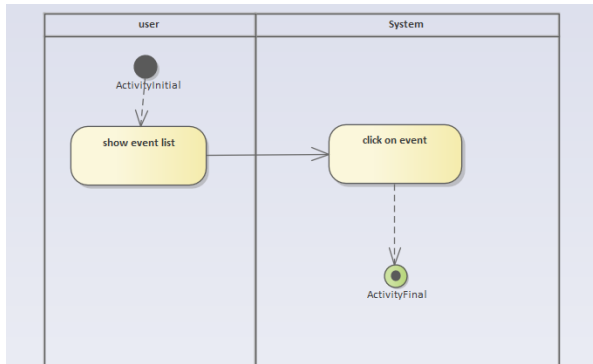 user
System
ActivityInitial
show event list
click on event
ActivityFinal